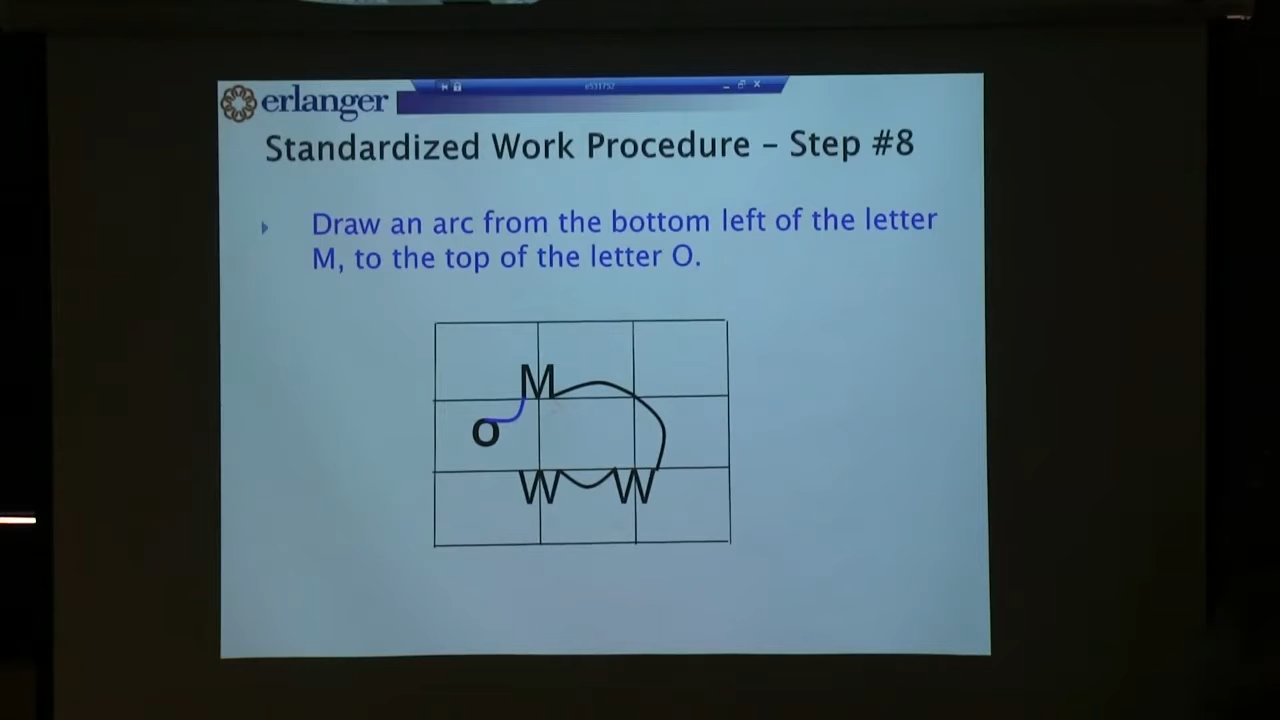 erlanger
Standardized Work Procedure – Step #8
Draw an arc from the bottom left of the letter
M, to the top of the letter O.
M
O
W W